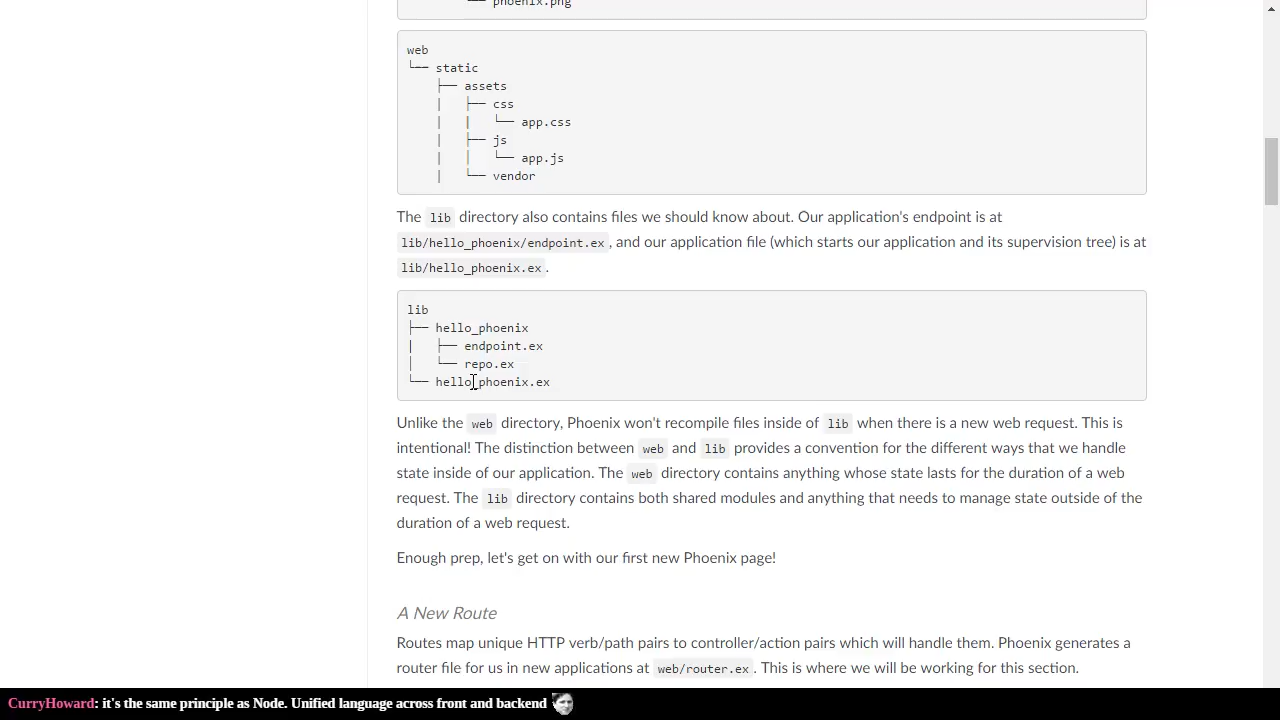 └── phoenix.png
web
└── static
    ├── assets
    |   ├── css
    |   |   └── app.css
    |   ├── js
    |   │   └── app.js
    |   └── vendor
The lib directory also contains files we should know about. Our application's endpoint is at
lib/hello_phoenix/endpoint.ex, and our application file (which starts our application and its supervision tree) is at
lib/hello_phoenix.ex.
lib
├── hello_phoenix
|   ├── endpoint.ex
│   └── repo.ex
└── hello_phoenix.ex
Unlike the web directory, Phoenix won't recompile files inside of lib when there is a new web request. This is
intentional! The distinction between web and lib provides a convention for the different ways that we handle
state inside of our application. The web directory contains anything whose state lasts for the duration of a web
request. The lib directory contains both shared modules and anything that needs to manage state outside of the
duration of a web request.
Enough prep, let's get on with our first new Phoenix page!
A New Route
Routes map unique HTTP verb/path pairs to controller/action pairs which will handle them. Phoenix generates a
router file for us in new applications at web/router.ex. This is where we will be working for this section.
CurryHoward: it's the same principle as Node. Unified language across front and backend